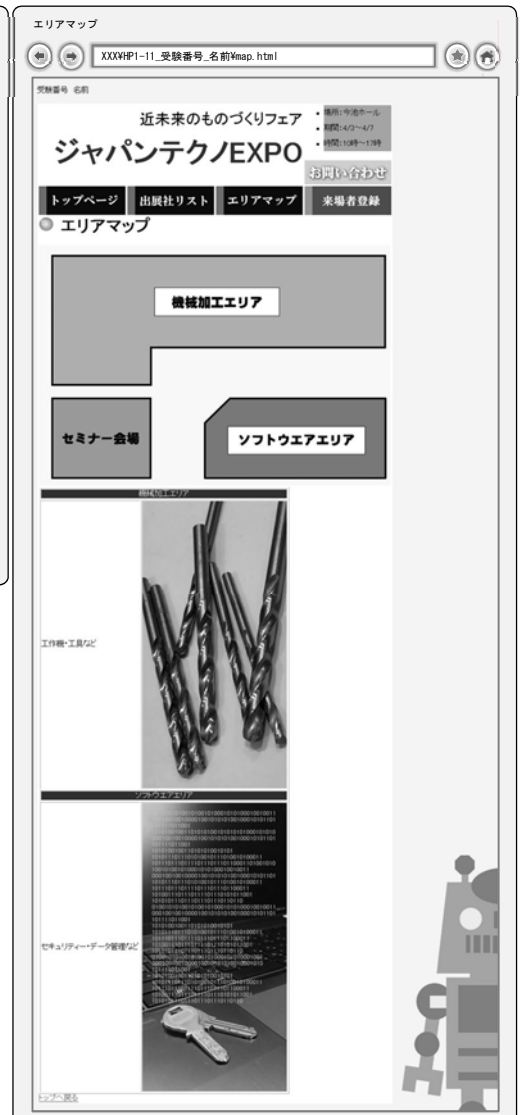 エリアマップ
XXX¥HP1-11_受験番号_名前¥map.html
受験番号 名前
近未来のものづくりフェア
ジャパンテクノEXPO
・場所:今池ホール
・期間:4/3～4/7
・時間:10時～17時
お問い合わせ
トップページ 出展社リスト エリアマップ 来場者登録
エリアマップ
機械加工エリア
セミナー会場 ソフトウエアエリア
機械加工エリア
工作機・工具など
ソフトウエアエリア
セキュリティー・データ管理など
トップへ戻る